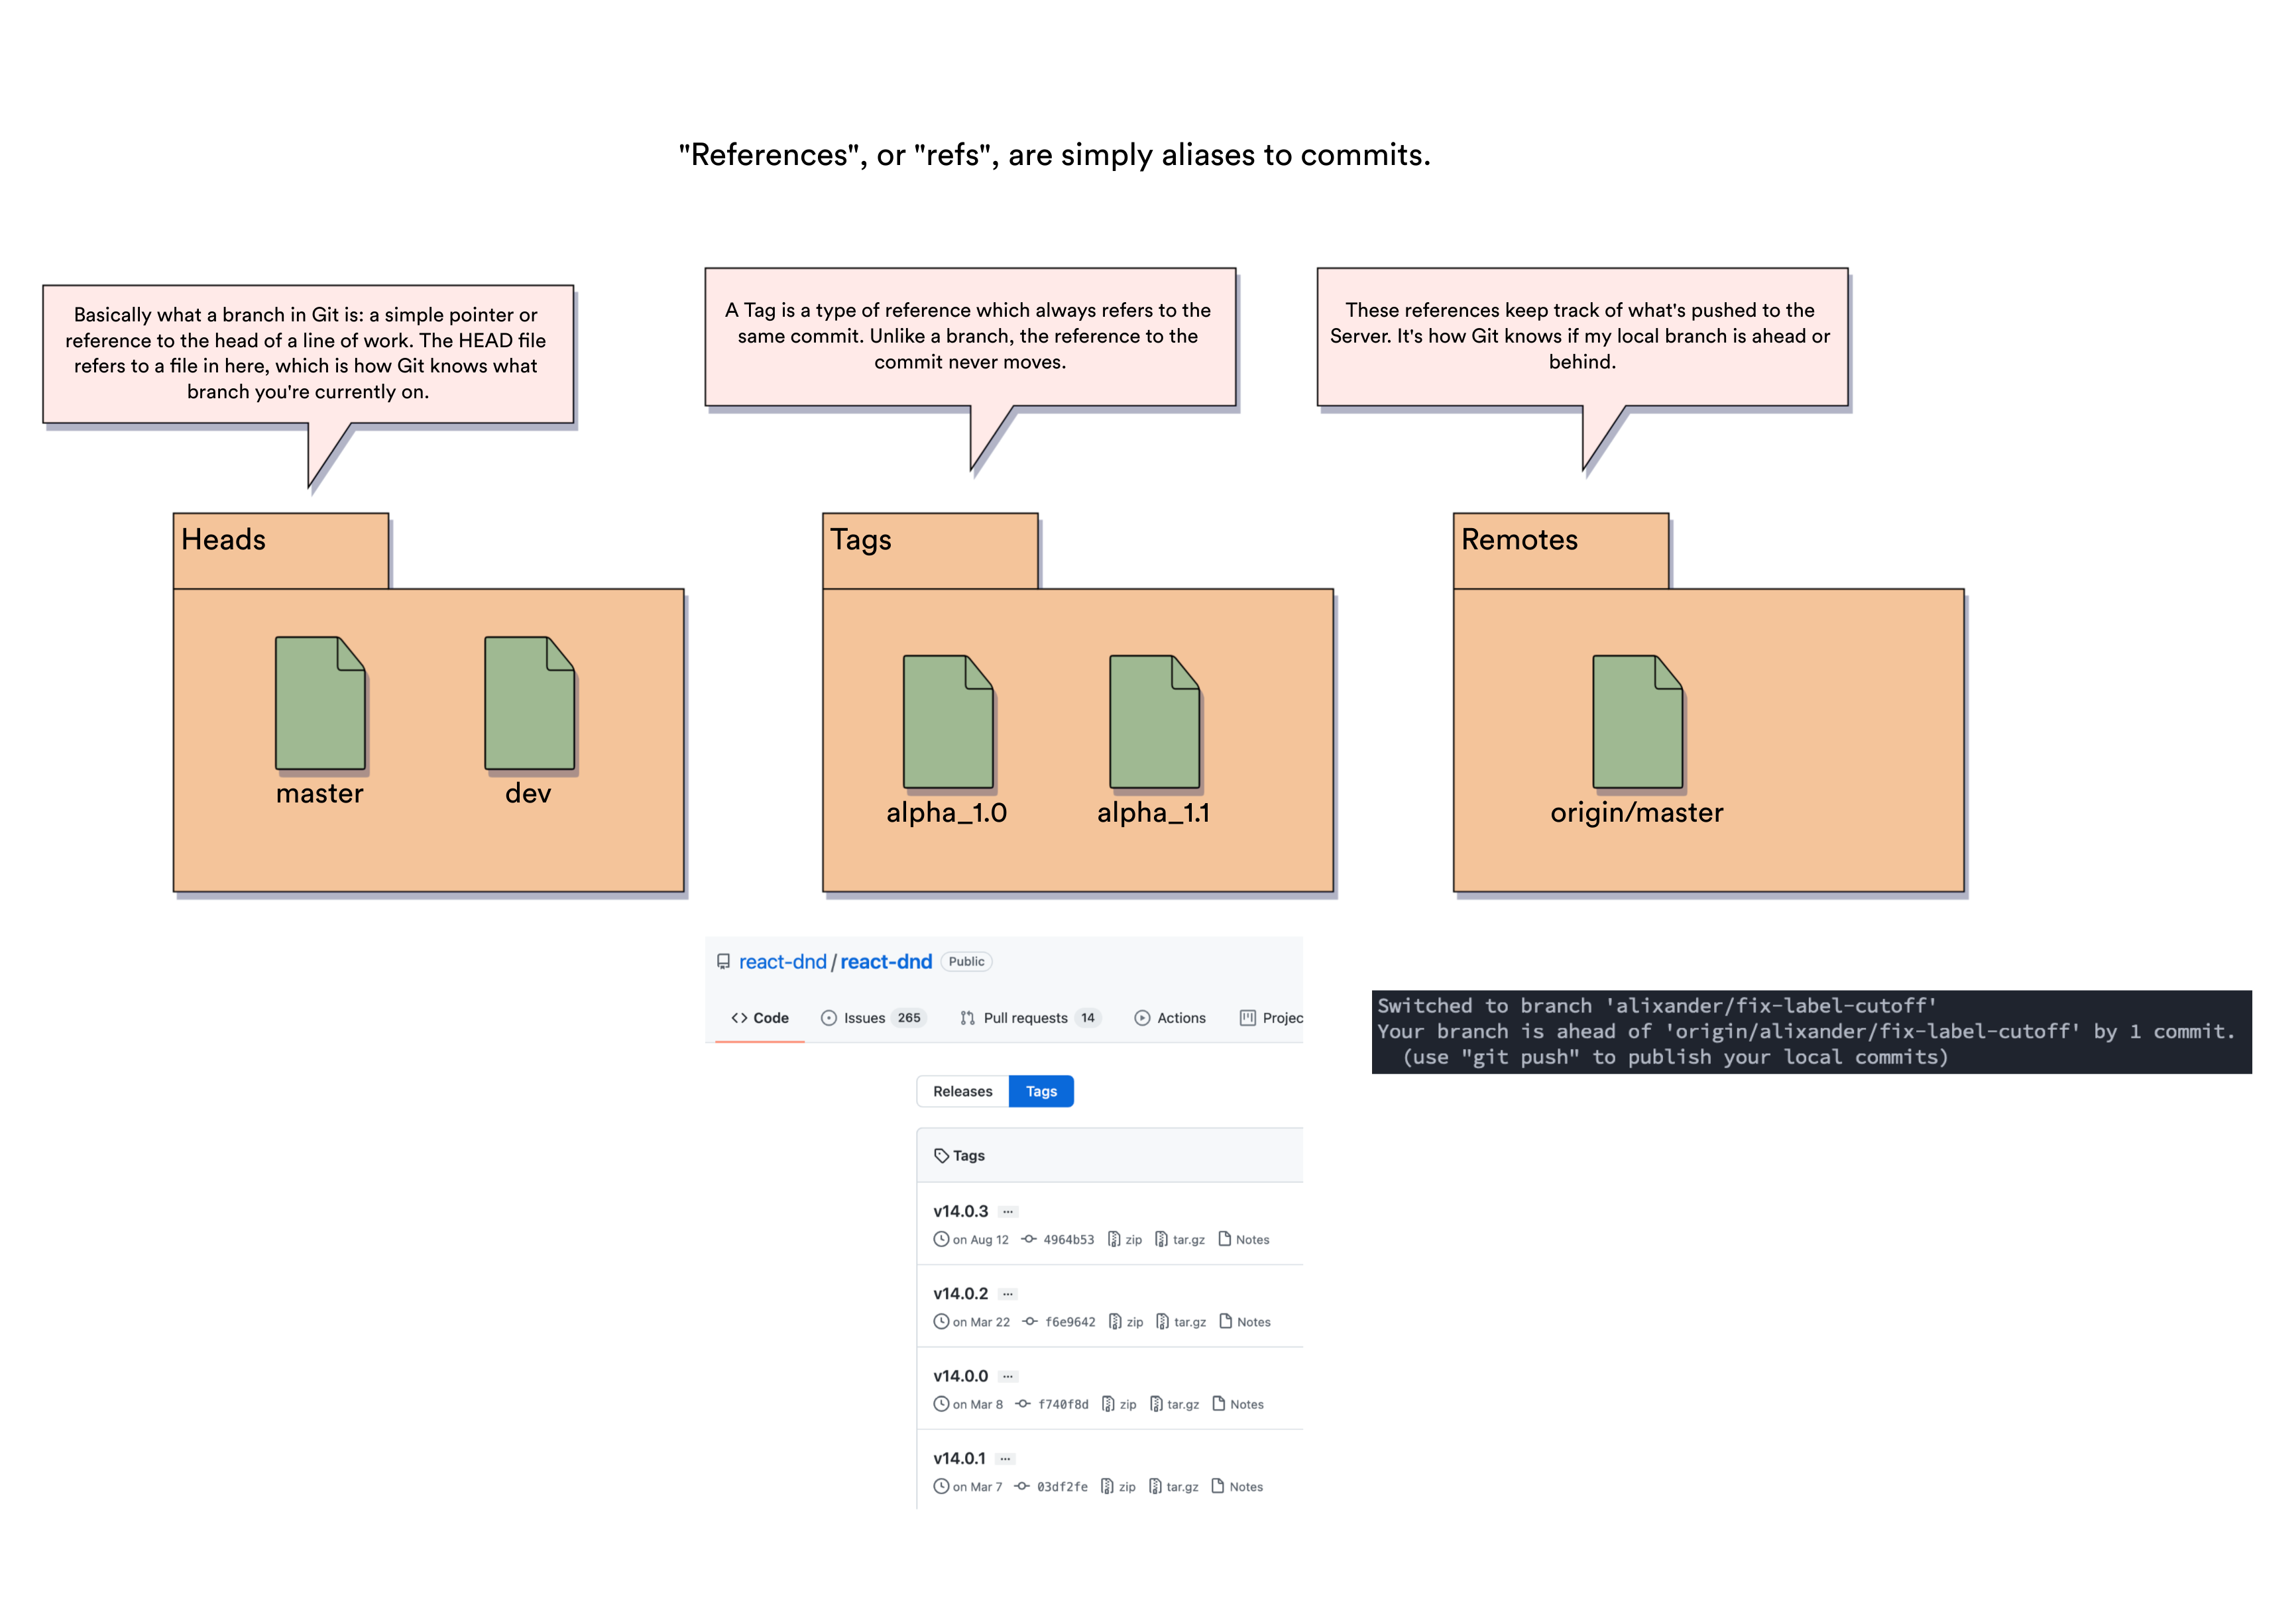 "References", or "refs", are simply aliases to commits.
Basically what a branch in Git is: a simple pointer or
reference to the head of a line of work. The HEAD file
refers to a file in here, which is how Git knows what
branch you're currently on.
A Tag is a type of reference which always refers to the
same commit. Unlike a branch, the reference to the
commit never moves.
These references keep track of what's pushed to the
Server. It's how Git knows if my local branch is ahead or
behind.
Heads
master
dev
Tags
alpha_1.0
alpha_1.1
Remotes
origin/master
react-dnd / react-dnd Public
Code Issues 265 Pull requests 14 Actions Projec
Releases Tags
Tags
v14.0.3 ...
on Aug 12 4964b53 zip tar.gz Notes
v14.0.2 ...
on Mar 22 f6e9642 zip tar.gz Notes
v14.0.0 ...
on Mar 8 f740f8d zip tar.gz Notes
v14.0.1 ...
on Mar 7 03df2fe zip tar.gz Notes
Switched to branch 'alixander/fix-label-cutoff'
Your branch is ahead of 'origin/alixander/fix-label-cutoff' by 1 commit.
(use "git push" to publish your local commits)